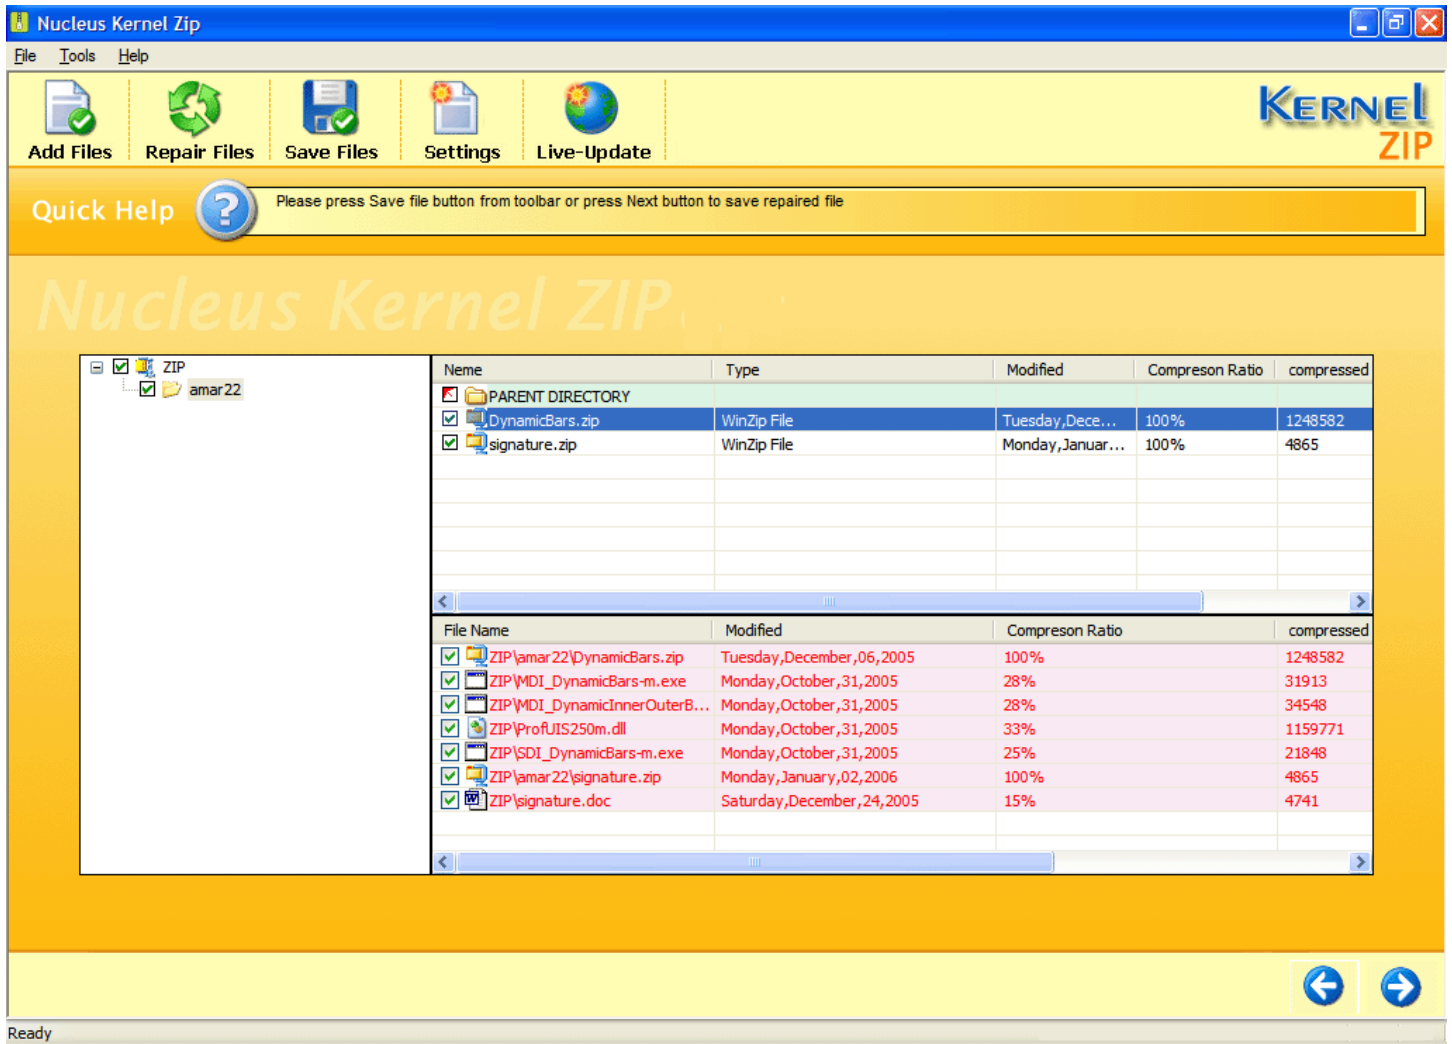 Nucleus Kernel Zip
File Tools Help
KERNEL
ZIP
Add Files Repair Files Save Files Settings Live-Update
Quick Help ? Please press Save file button from toolbar or press Next button to save repaired file
Nucleus Kernel ZIP
ZIP
amar22
Neme Type Modified Compreson Ratio compressed
PARENT DIRECTORY
DynamicBars.zip WinZip File Tuesday,Dece... 100% 1248582
signature.zip WinZip File Monday,Januar... 100% 4865
File Name Modified Compreson Ratio compressed
ZIP\amar22\DynamicBars.zip Tuesday,December,06,2005 100% 1248582
ZIP\MDI_DynamicBars-m.exe Monday,October,31,2005 28% 31913
ZIP\MDI_DynamicInnerOuterB... Monday,October,31,2005 28% 34548
ZIP\ProfUIS250m.dll Monday,October,31,2005 33% 1159771
ZIP\SDI_DynamicBars-m.exe Monday,October,31,2005 25% 21848
ZIP\amar22\signature.zip Monday,January,02,2006 100% 4865
ZIP\signature.doc Saturday,December,24,2005 15% 4741
Ready